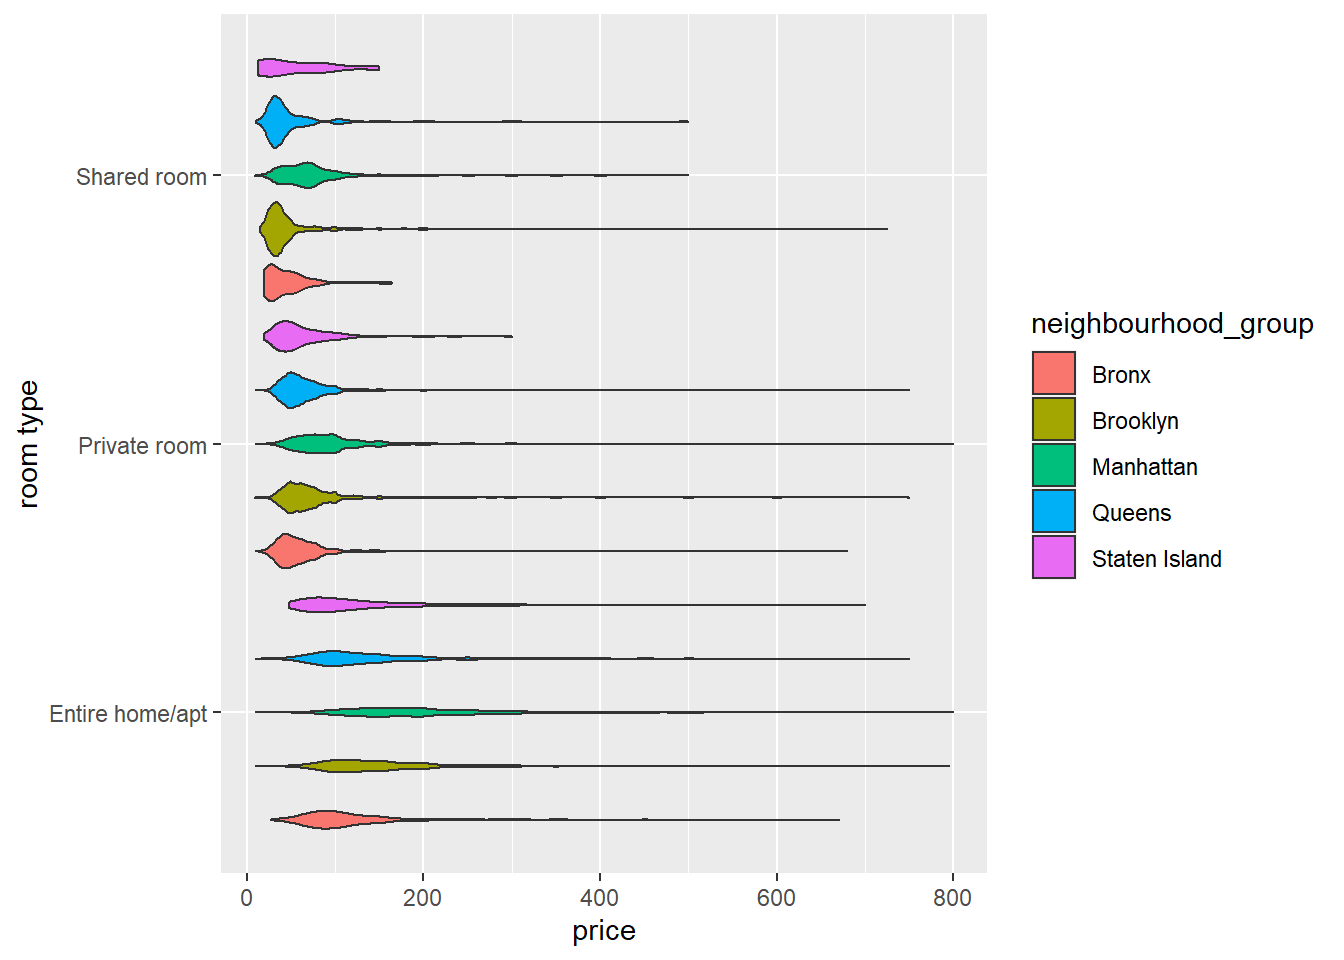 Shared room
Private room
Entire home/apt
room type
0 200 400 600 800
price
neighbourhood_group
Bronx
Brooklyn
Manhattan
Queens
Staten Island